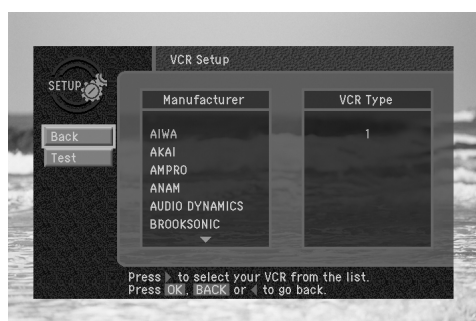 VCR Setup
SETUP
Manufacturer
VCR Type
Back
Test
AIWA
AKAI
AMPRO
ANAM
AUDIO DYNAMICS
BROOKSONIC
1
Press ▶ to select your VCR from the list.
Press OK, BACK or ◀ to go back.